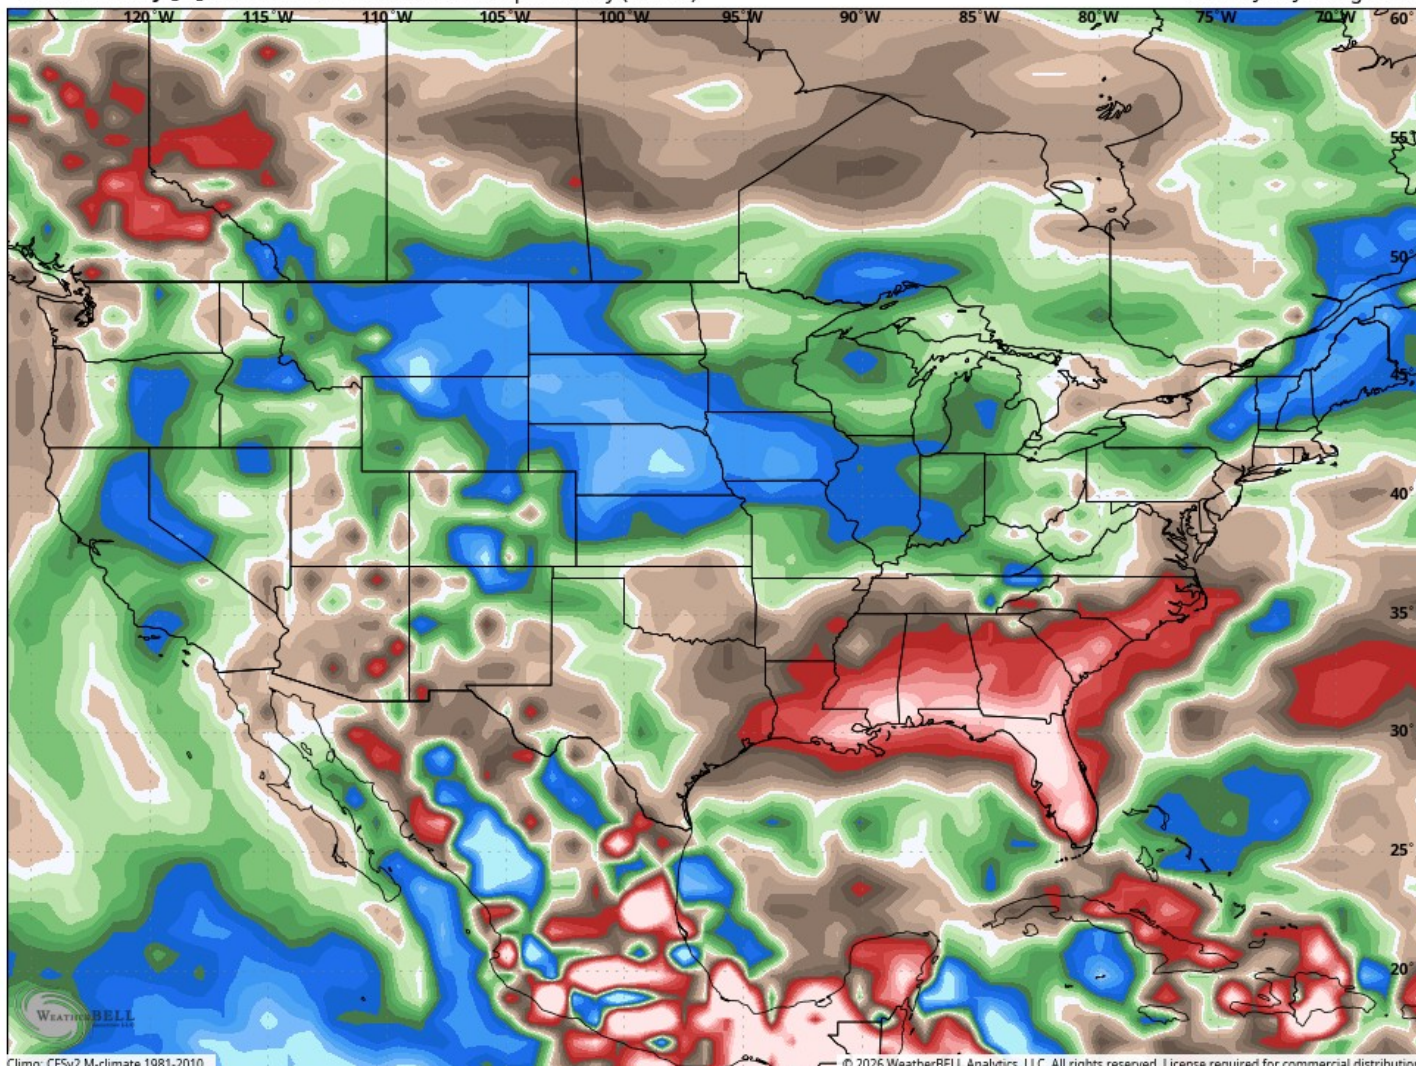 120°W 115°W 110°W 105°W 100°W 95°W 90°W 85°W 80°W 75°W 70°W 60°
55°
50°
45°
40°
35°
30°
25°
20°
WEATHERBELL
Climo: CFSv2 M-climate 1981-2010
© 2026 WeatherBELL Analytics, LLC. All rights reserved. License required for commercial distribution